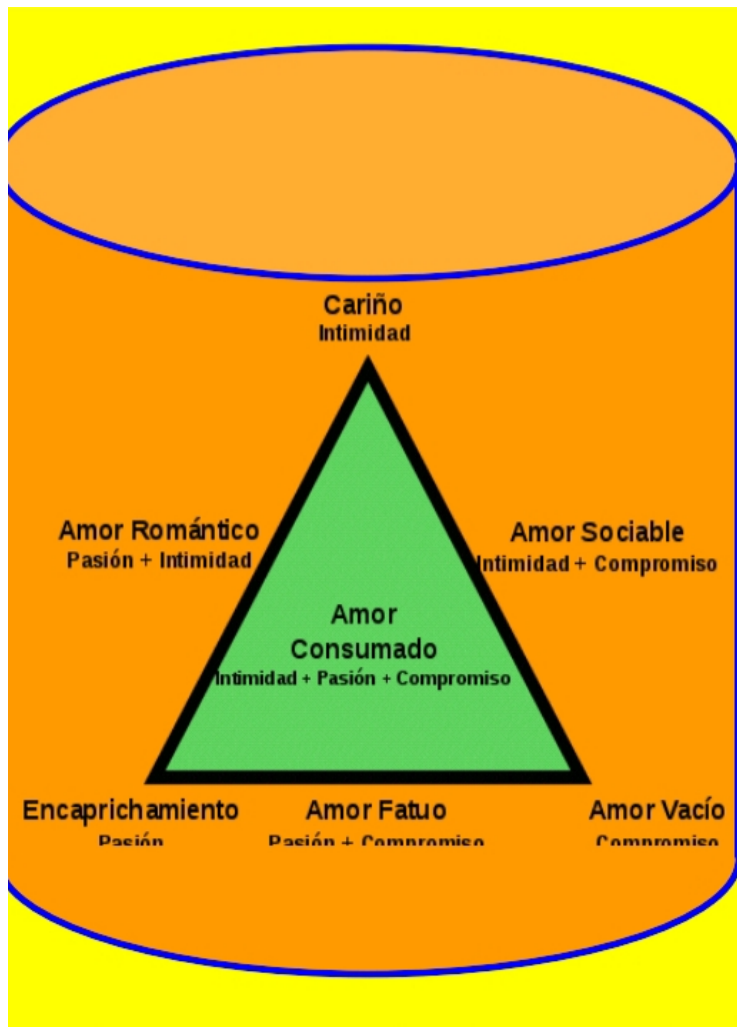 Cariño
Intimidad
Amor Romántico
Pasión + Intimidad
Amor Sociable
Intimidad + Compromiso
Amor
Consumado
Intimidad + Pasión + Compromiso
Encaprichamiento
Pasión
Amor Fatuo
Pasión + Compromiso
Amor Vacío
Compromiso